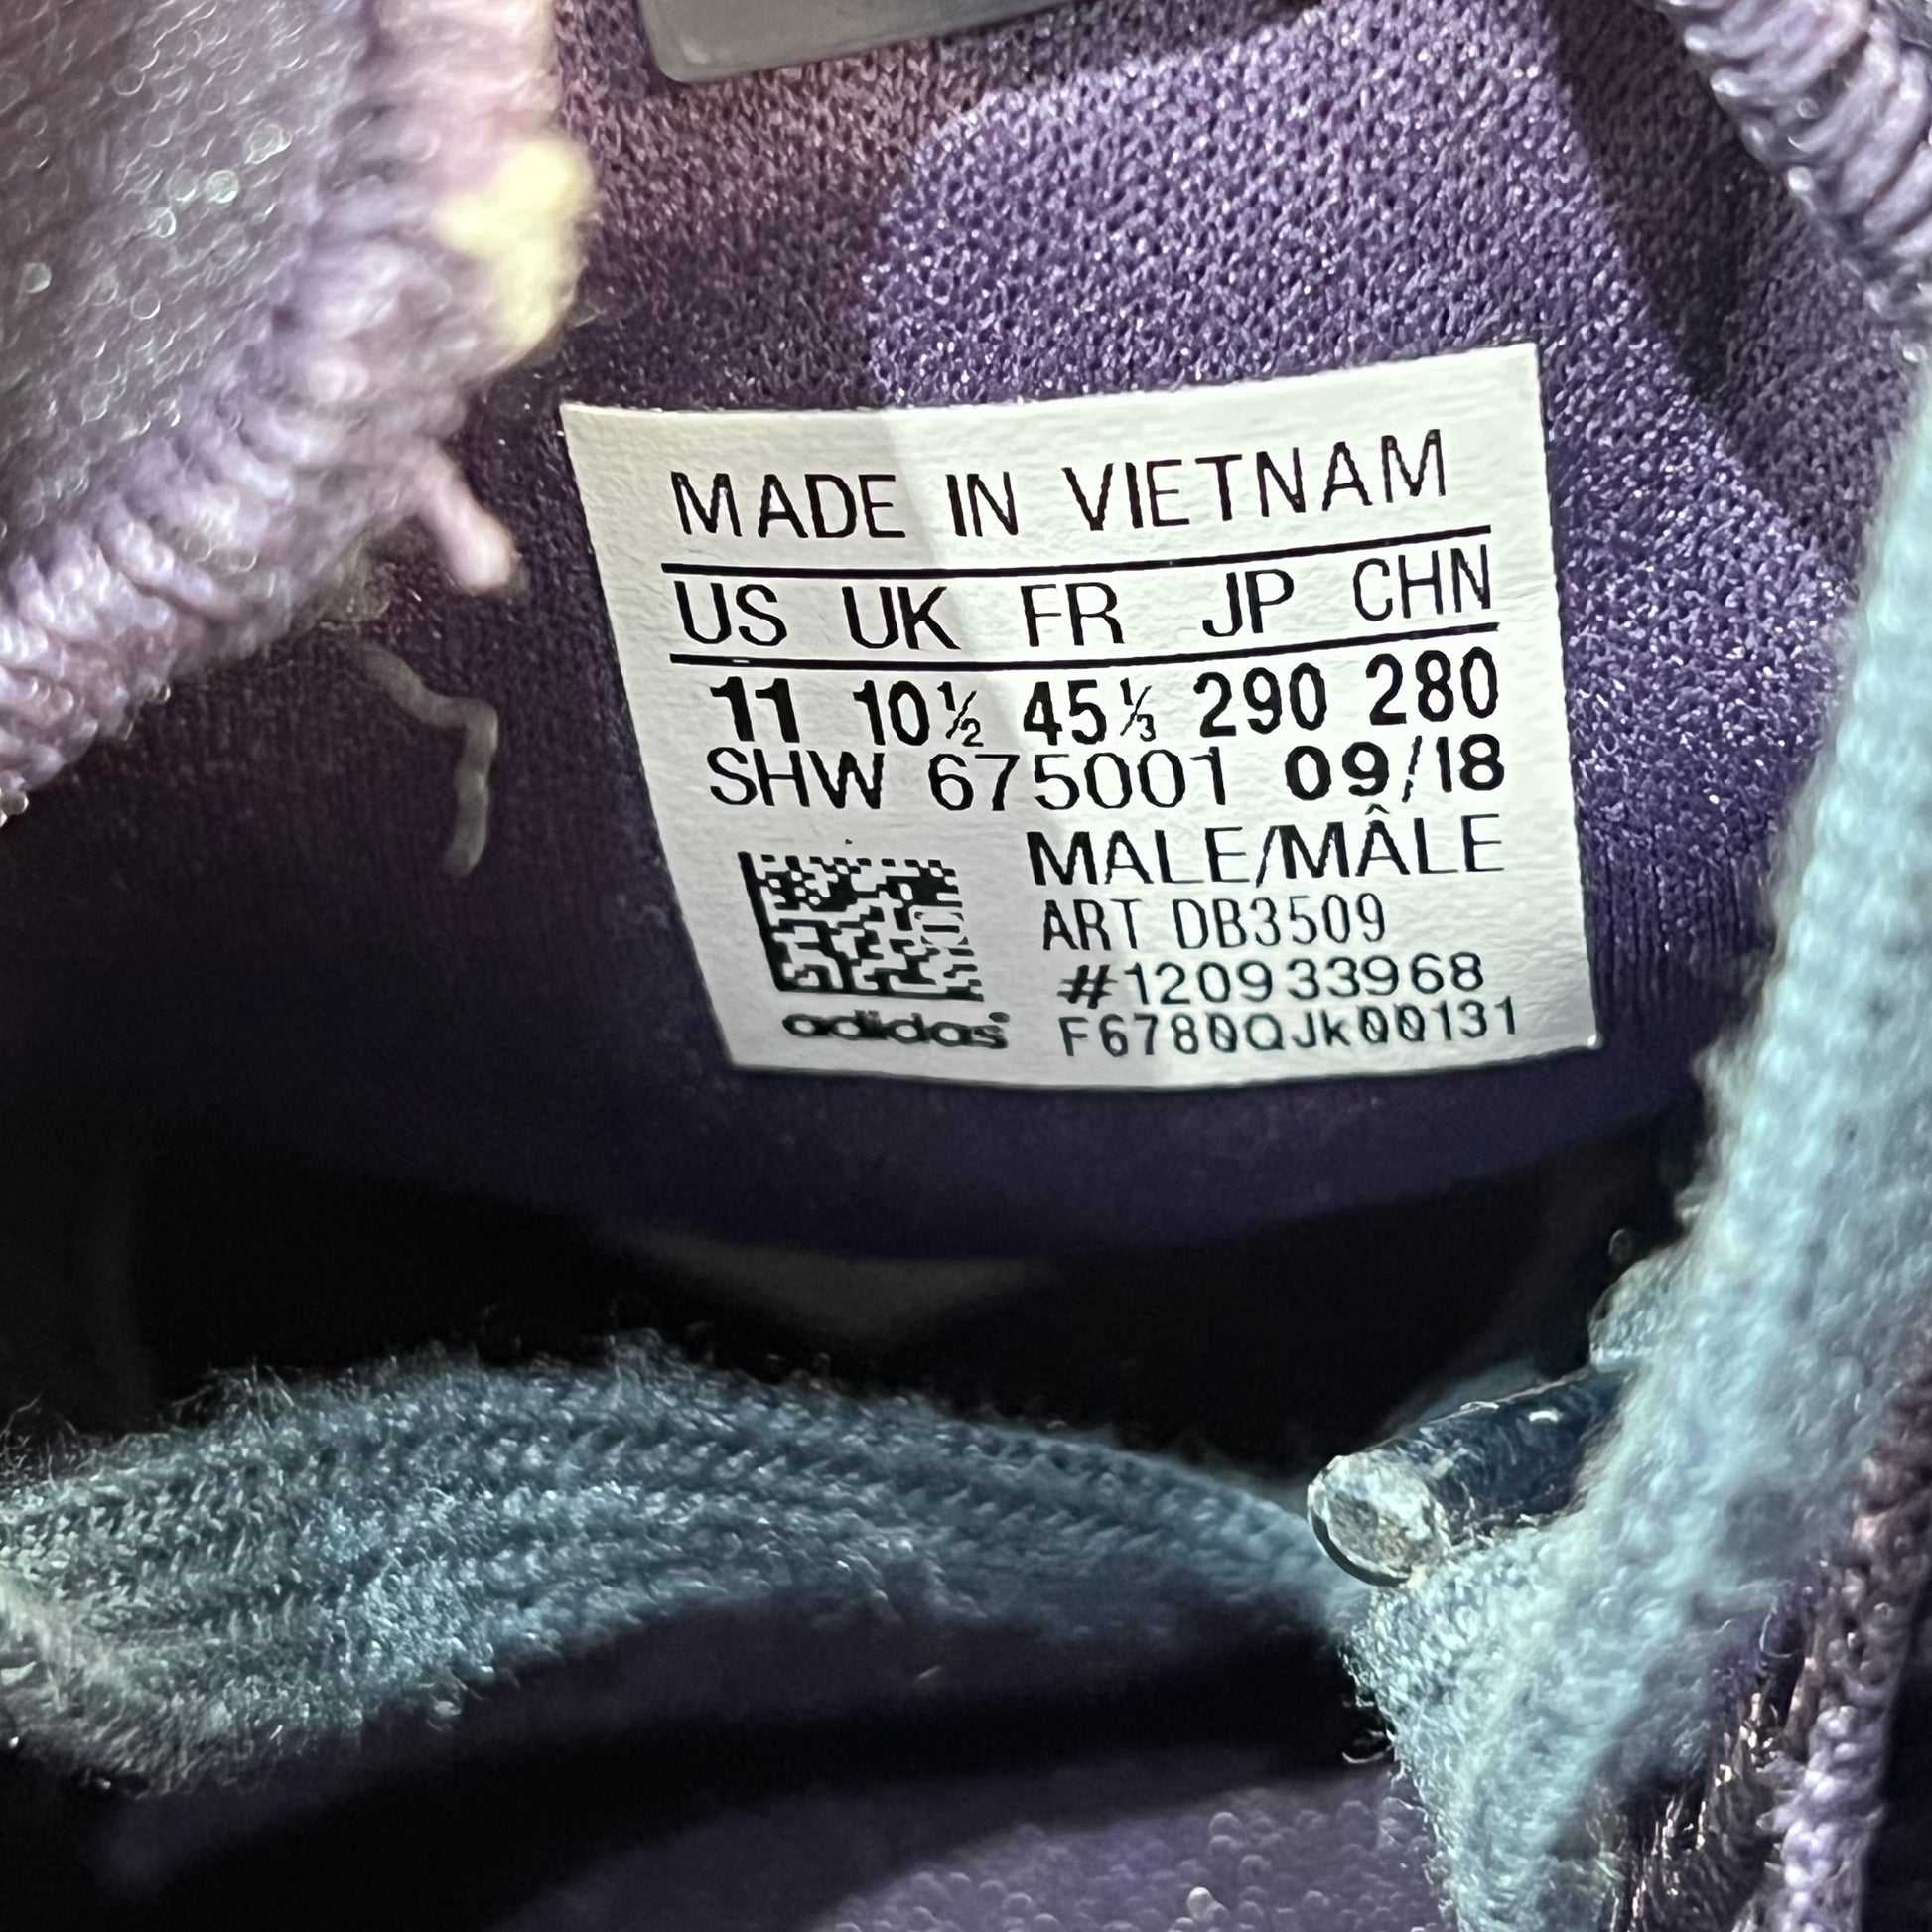 MADE IN VIETNAM
US UK FR JP CHN
11 10½ 45⅓ 290 280
SHW 675001 09/18
MALE/MÂLE
ART DB3509
#120933968
adidas® F6780QJk00131